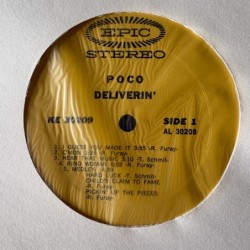 EPIC
STEREO
POCO
DELIVERIN'
KE 30209
SIDE 1
AL 30209
1. I GUESS YOU MADE IT 3:55 -R. Furay-
2. C'MON -R. Furay-
3. HEAR THAT MUSIC -T. Schmit-
4. KIND WOMAN -R. Furay-
5. MEDLEY
HARD LUCK -T. Schmit-
CHILD'S CLAIM TO FAME
-R. Furay-
PICKIN' UP THE PIECES
-R. Furay-